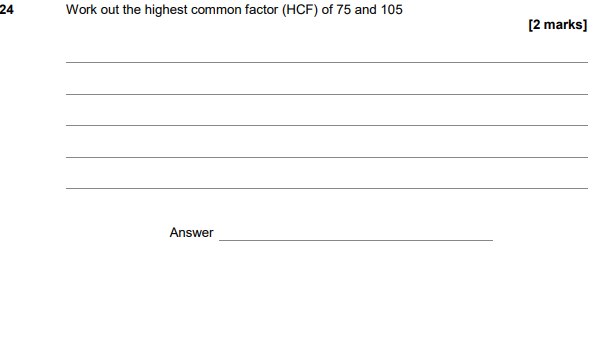 24 Work out the highest common factor (HCF) of 75 and 105
[2 marks]
Answer